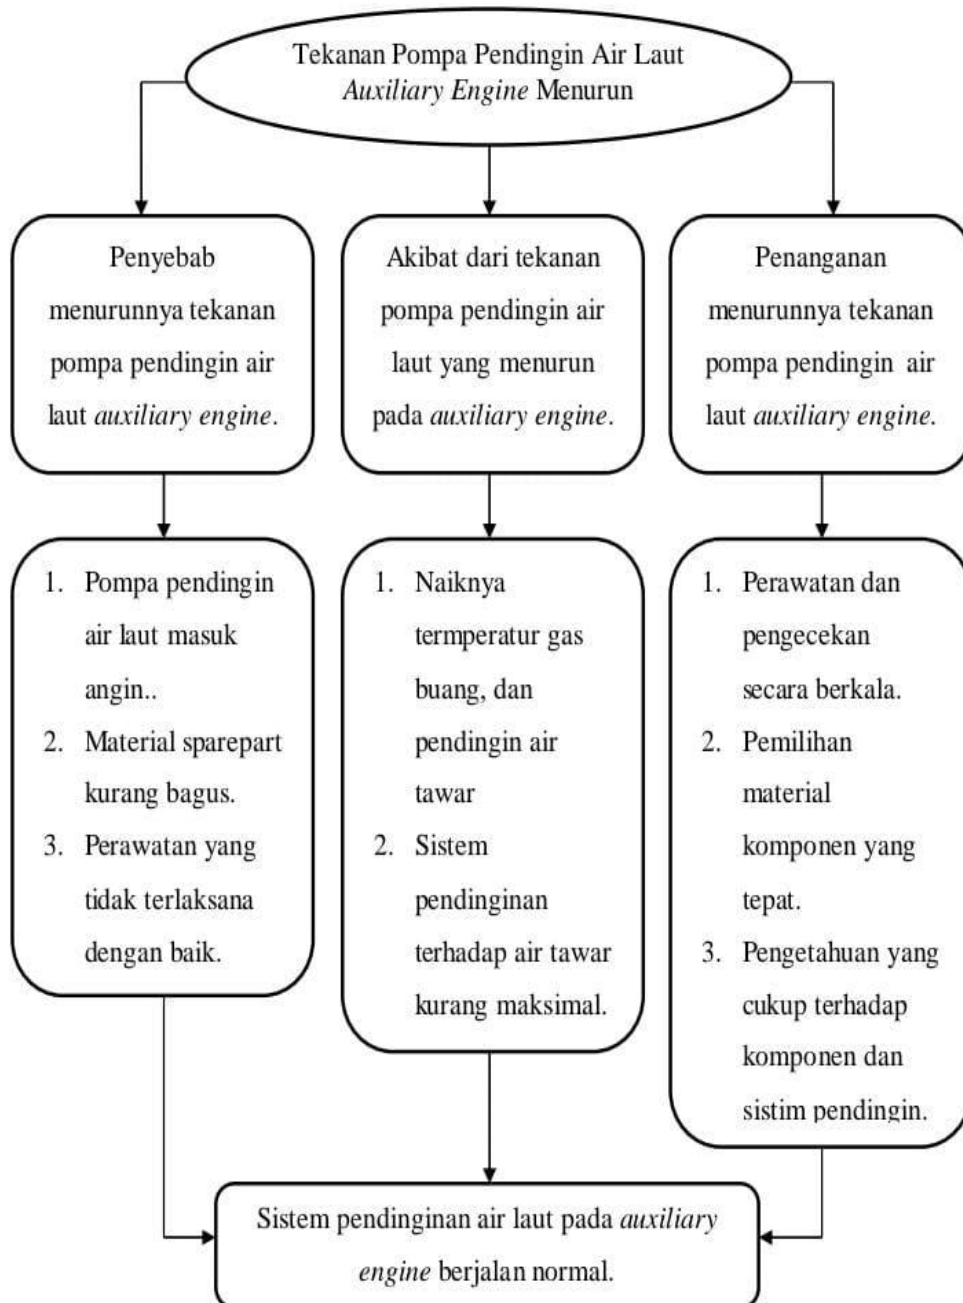 Tekanan Pompa Pendingin Air Laut
Auxiliary Engine Menurun
Penyebab
menurunnya tekanan
pompa pendingin air
laut auxiliary engine.
Akibat dari tekanan
pompa pendingin air
laut yang menurun
pada auxiliary engine.
Penanganan
menurunnya tekanan
pompa pendingin air
laut auxiliary engine.
1. Pompa pendingin
air laut masuk
angin..
2. Material sparepart
kurang bagus.
3. Perawatan yang
tidak terlaksana
dengan baik.
1. Naiknya
termperatur gas
buang, dan
pendingin air
tawar
2. Sistem
pendinginan
terhadap air tawar
kurang maksimal.
1. Perawatan dan
pengecekan
secara berkala.
2. Pemilihan
material
komponen yang
tepat.
3. Pengetahuan yang
cukup terhadap
komponen dan
sistim pendingin.
Sistem pendinginan air laut pada auxiliary
engine berjalan normal.